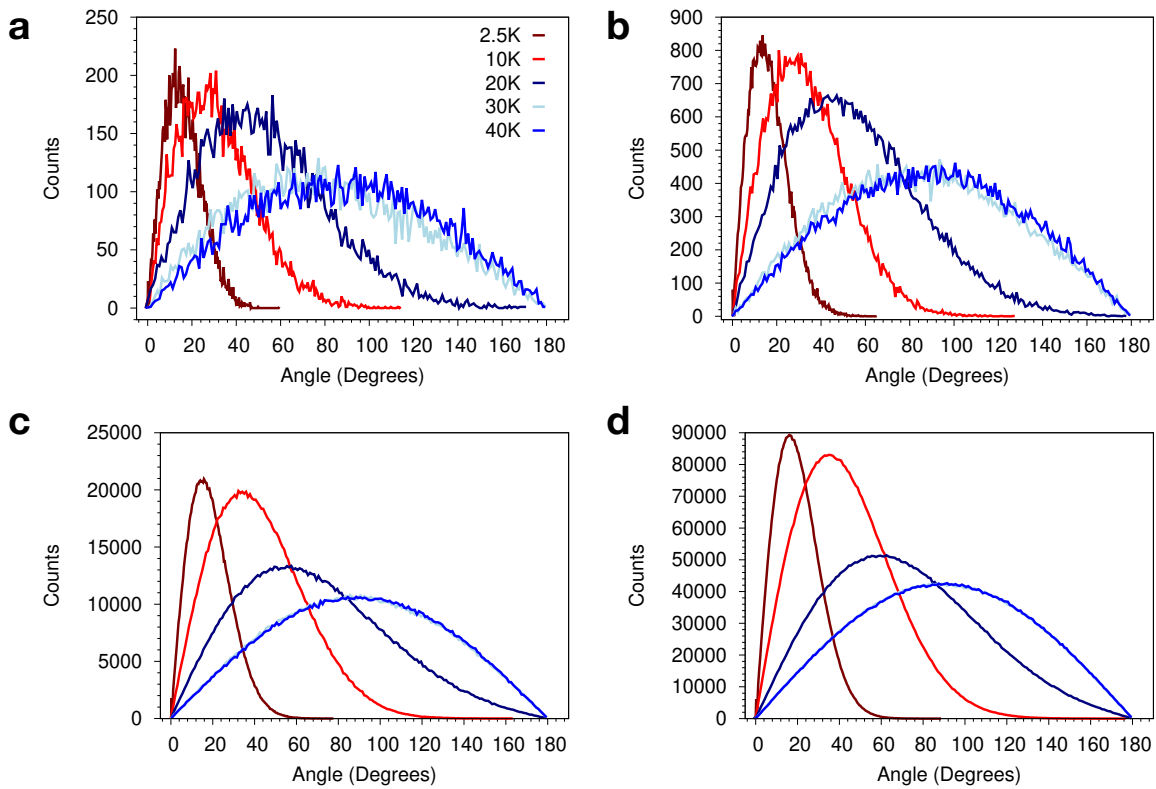 a
250
200
150
100
50
0
Counts
2.5K
10K
20K
30K
40K
0 20 40 60 80 100 120 140 160 180
Angle (Degrees)
b
900
800
700
600
500
400
300
200
100
0
Counts
0 20 40 60 80 100 120 140 160 180
Angle (Degrees)
c
25000
20000
15000
10000
5000
0
Counts
0 20 40 60 80 100 120 140 160 180
Angle (Degrees)
d
90000
80000
70000
60000
50000
40000
30000
20000
10000
0
Counts
0 20 40 60 80 100 120 140 160 180
Angle (Degrees)